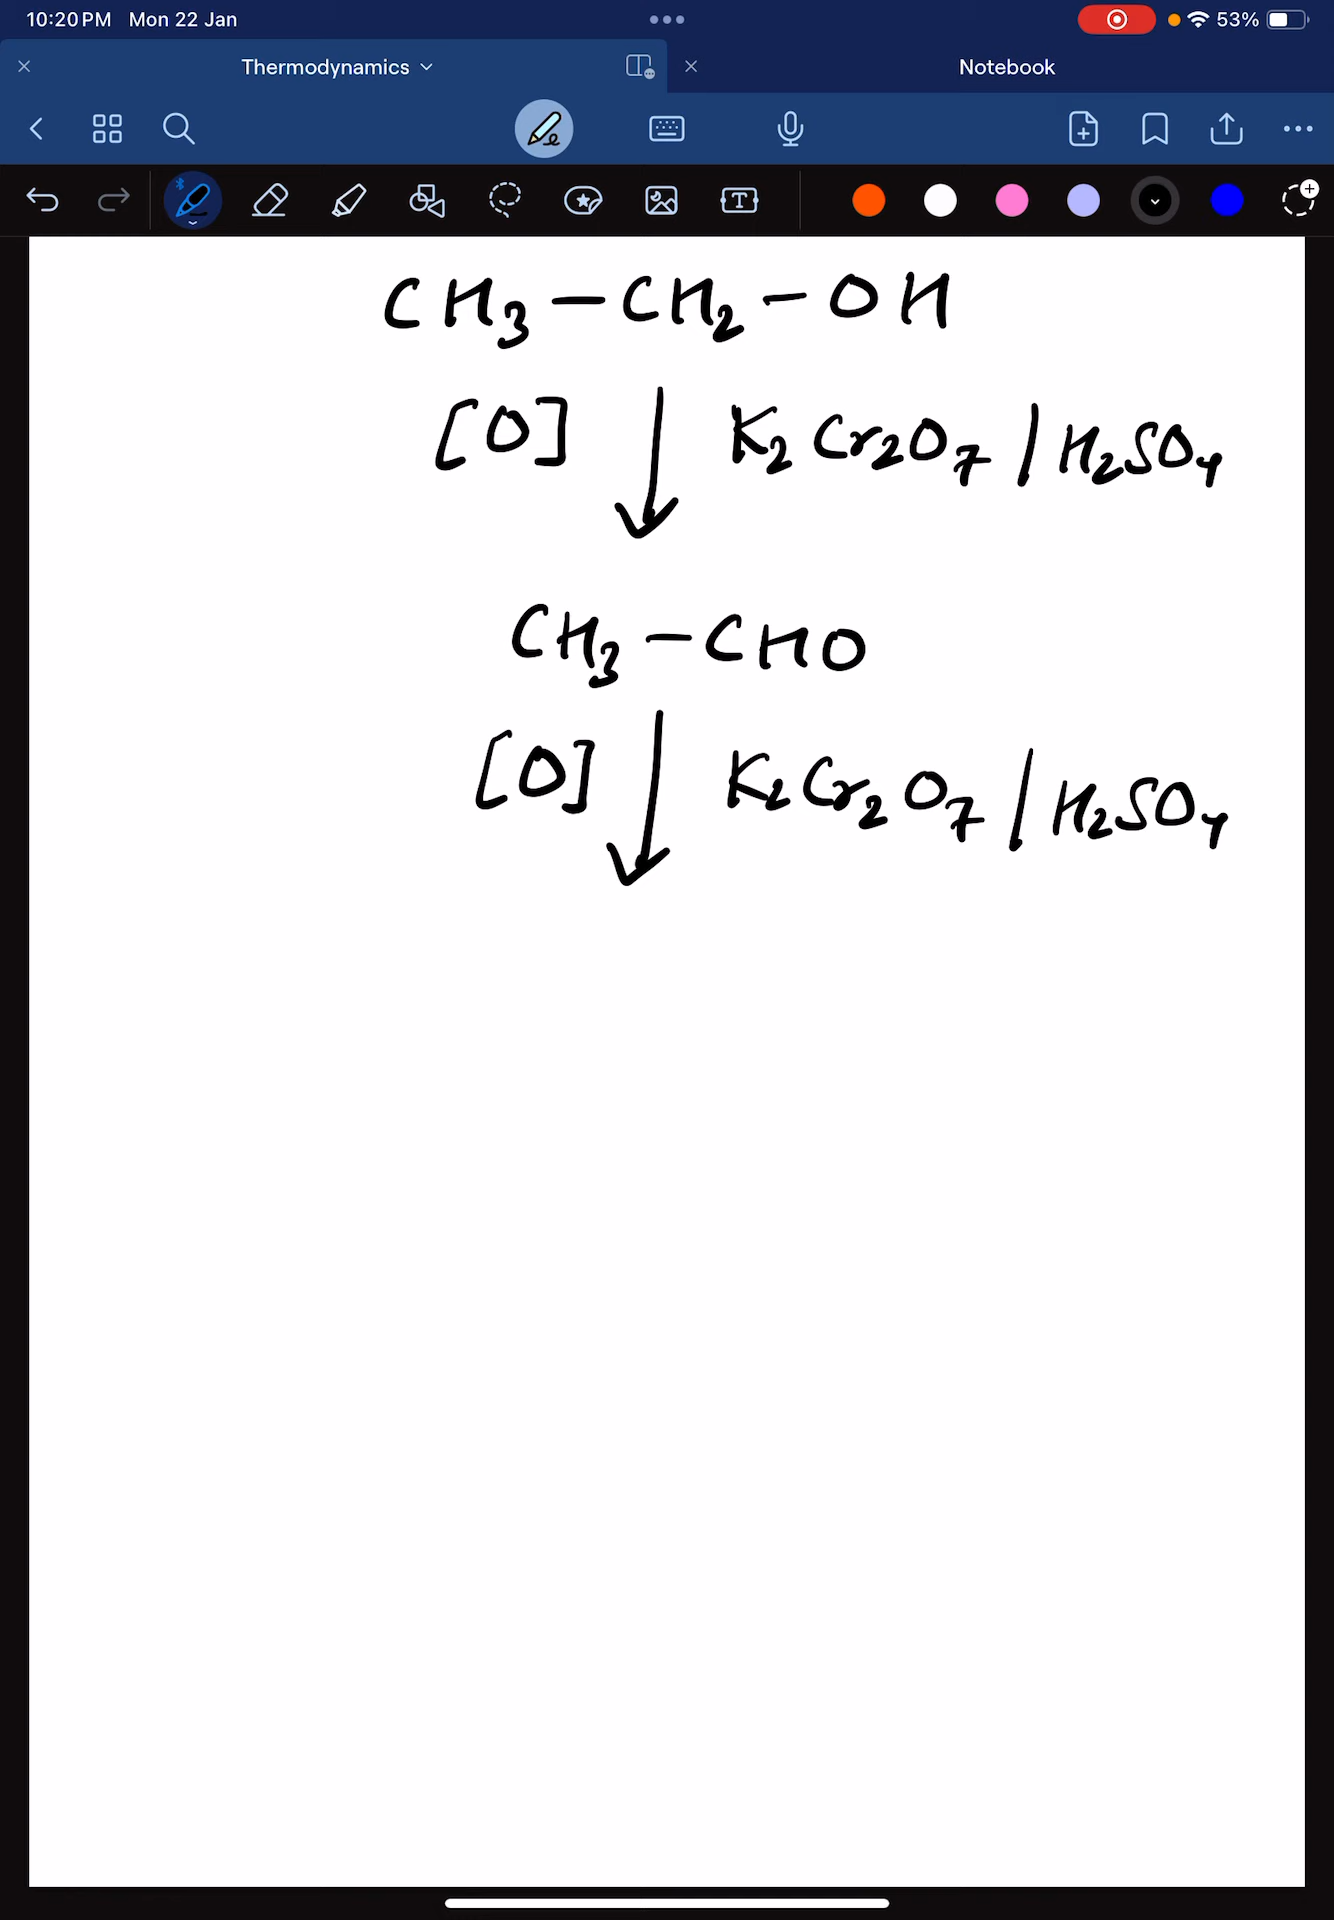 10:20 PM Mon 22 Jan 53%
Thermodynamics Notebook
CH₃-CH₂-OH
[O] K₂Cr₂O₇/H₂SO₄
CH₃-CHO
[O] K₂Cr₂O₇/H₂SO₄